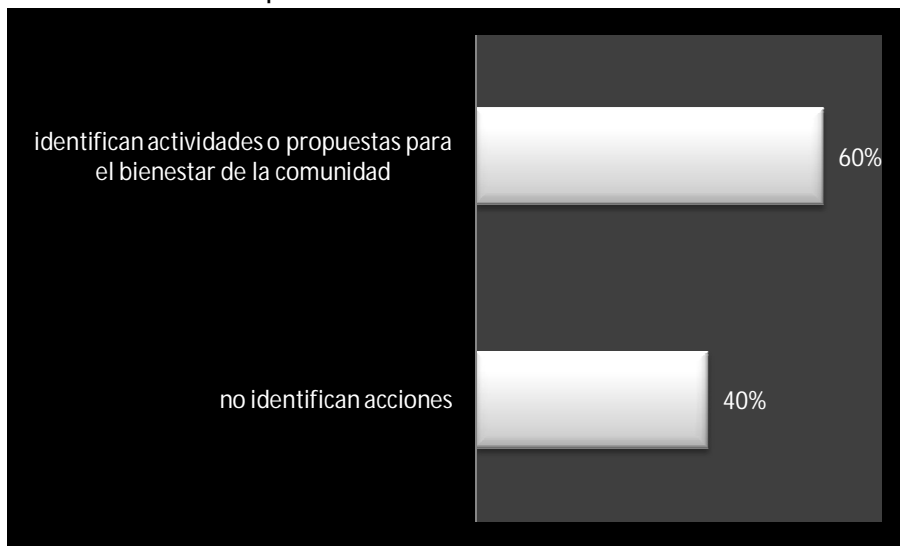 identifican actividades o propuestas para
el bienestar de la comunidad
60%
no identifican acciones
40%